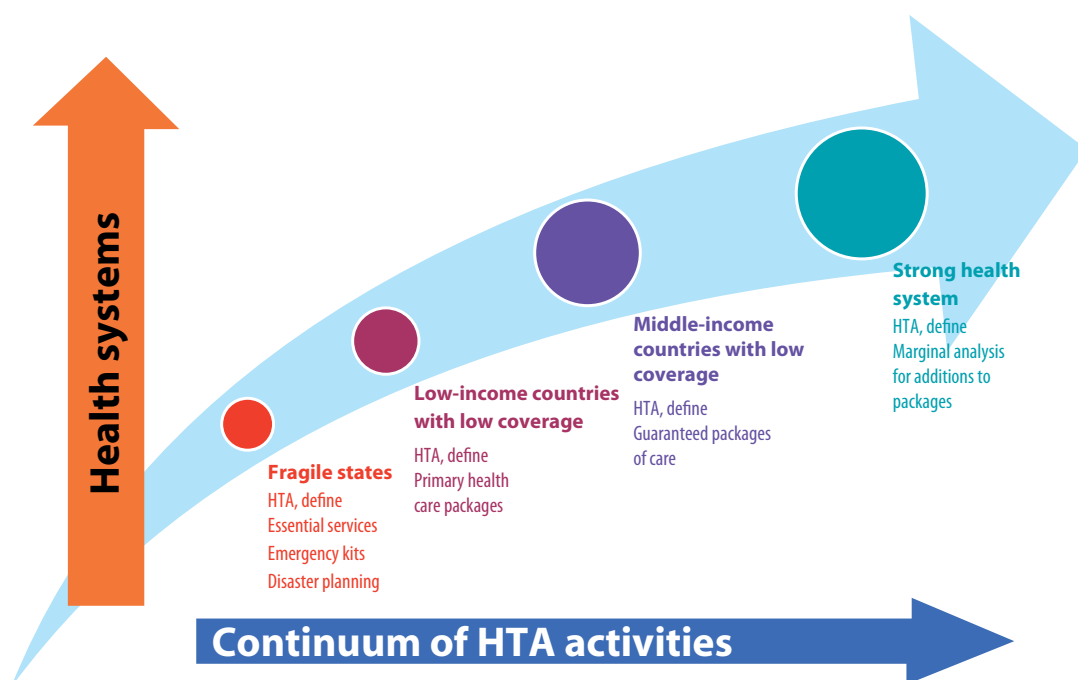 Health systems
Fragile states
HTA, define
Essential services
Emergency kits
Disaster planning
Low-income countries
with low coverage
HTA, define
Primary health
care packages
Middle-income
countries with low
coverage
HTA, define
Guaranteed packages
of care
Strong health
system
HTA, define
Marginal analysis
for additions to
packages
Continuum of HTA activities